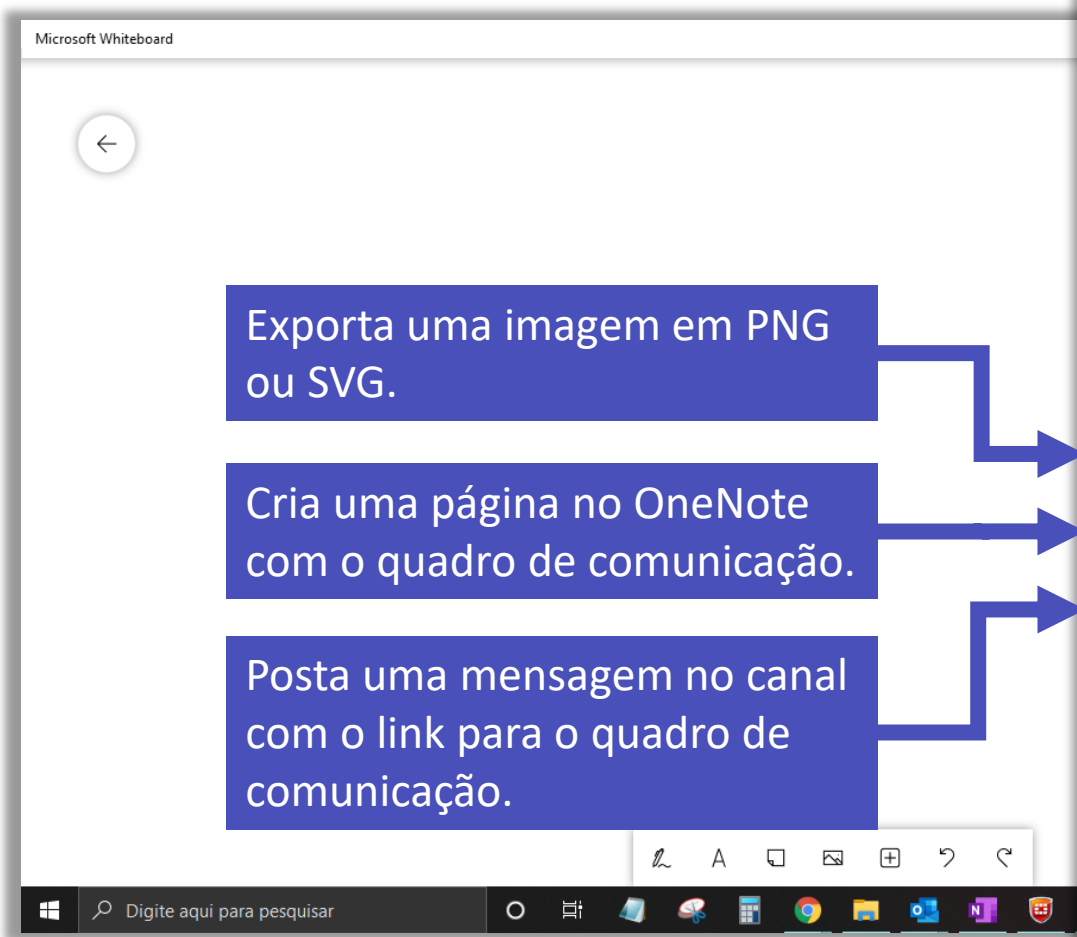 Microsoft Whiteboard
Exporta uma imagem em PNG
ou SVG.
Cria uma página no OneNote
com o quadro de comunicação.
Posta uma mensagem no canal
com o link para o quadro de
comunicação.
A
Digite aqui para pesquisar